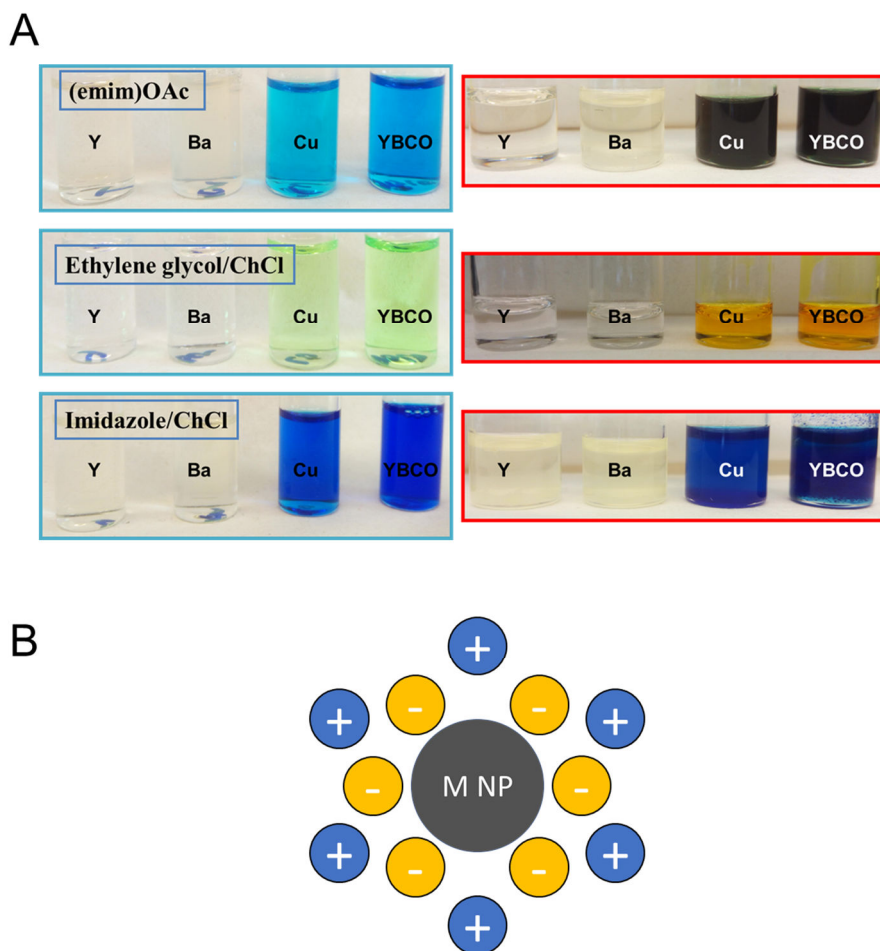 A
(emim)OAc
Y Ba Cu YBCO
Y Ba Cu YBCO
Ethylene glycol/ChCl
Y Ba Cu YBCO
Y Ba Cu YBCO
Imidazole/ChCl
Y Ba Cu YBCO
Y Ba Cu YBCO
B
+
+ - - +
- M NP -
+ - - +
+